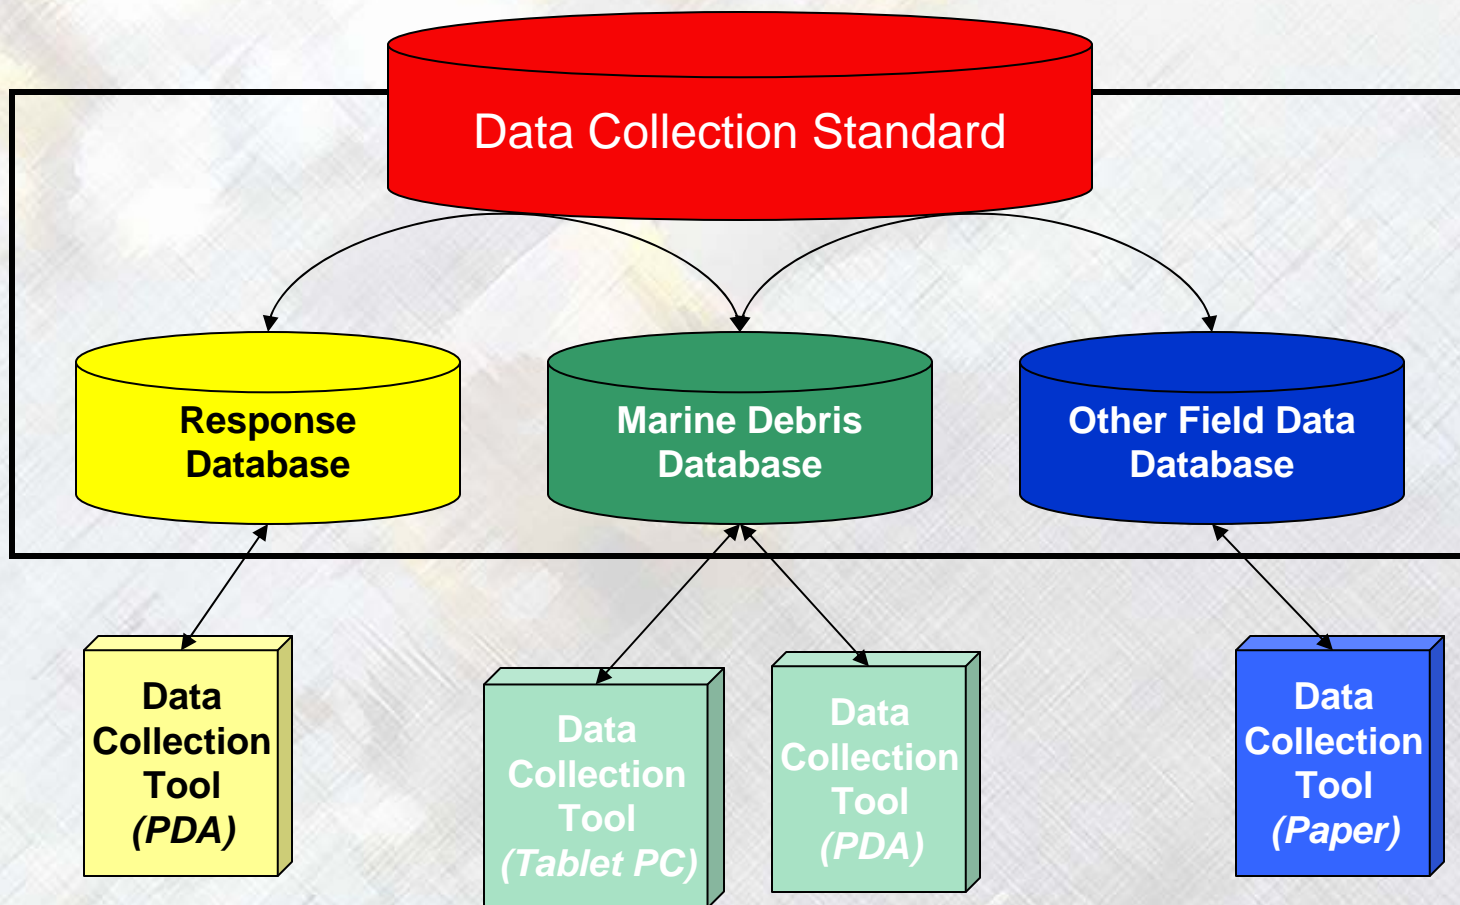 Data Collection Standard
Response
Database
Marine Debris
Database
Other Field Data
Database
Data
Collection
Tool
(PDA)
Data
Collection
Tool
(Tablet PC)
Data
Collection
Tool
(PDA)
Data
Collection
Tool
(Paper)